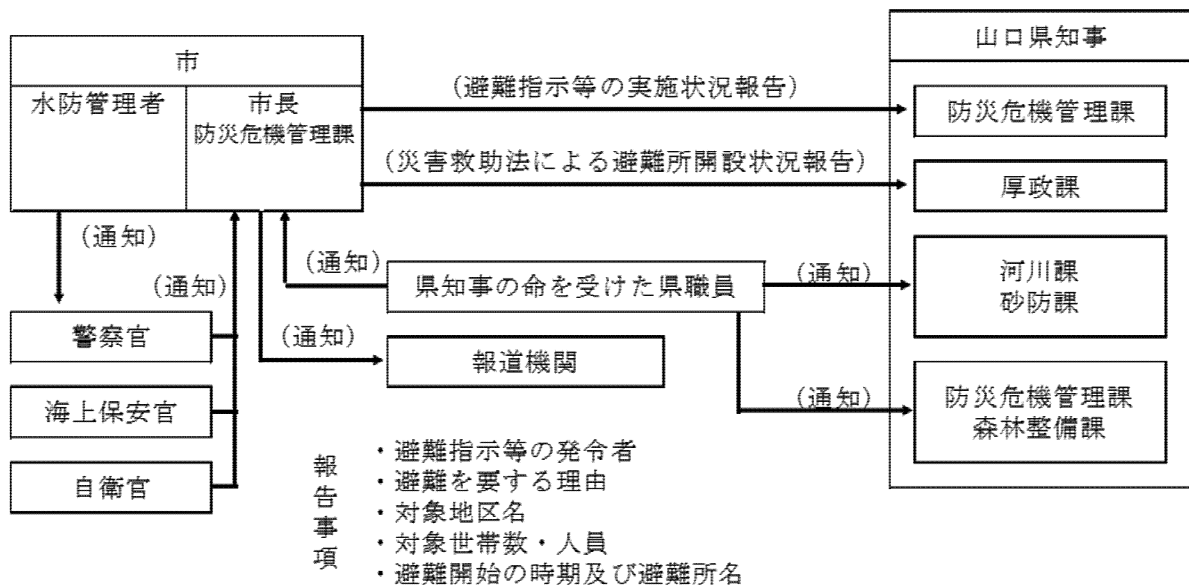 市
水防管理者
市長
防災危機管理課
(避難指示等の実施状況報告)
(災害救助法による避難所開設状況報告)
山口県知事
防災危機管理課
厚政課
河川課
砂防課
防災危機管理課
森林整備課
(通知)
(通知)
(通知)
県知事の命を受けた県職員
(通知)
(通知)
報道機関
(通知)
警察官
海上保安官
自衛官
報告事項
・避難指示等の発令者
・避難を要する理由
・対象地区名
・対象世帯数・人員
・避難開始の時期及び避難所名